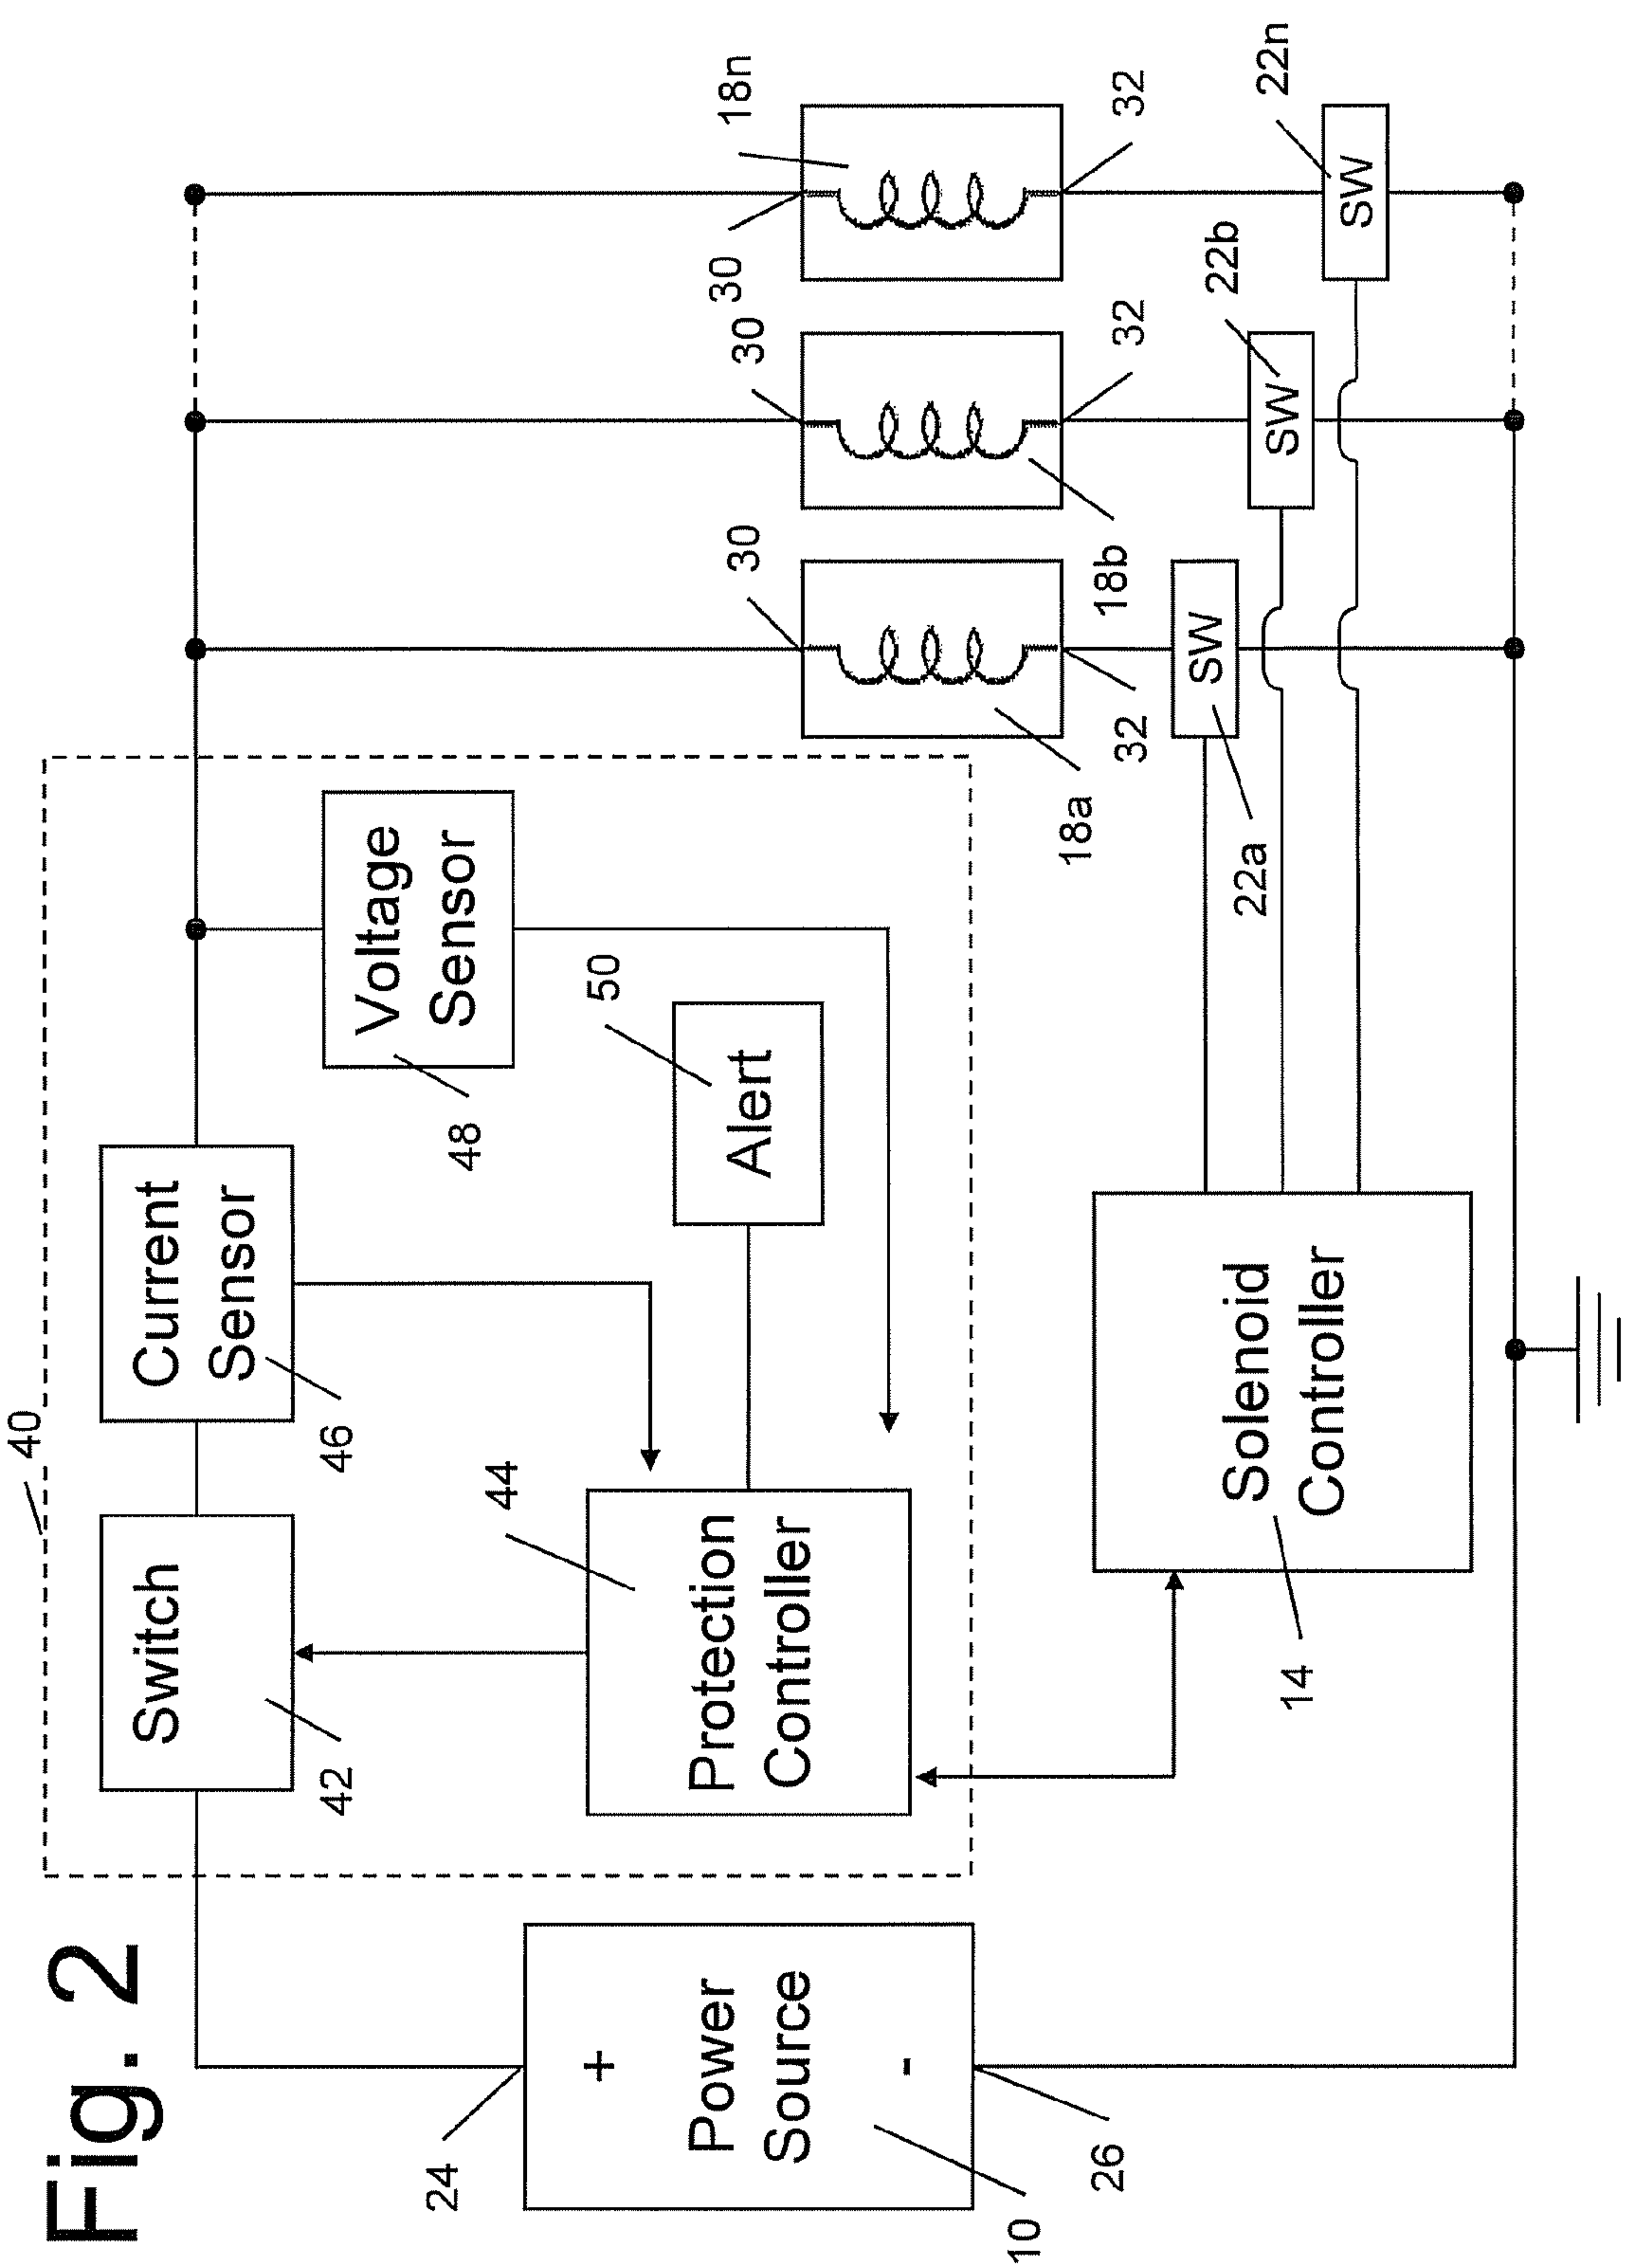 Fig. 2
40
Switch
42
Current
Sensor
46
Voltage
Sensor
48
50
Alert
44
Protection
Controller
24
+
Power
Source
-
10
26
Solenoid
Controller
14
30
30
30
18n
18a
18b
32
32
32
SW
22a
SW
22b
SW
22n